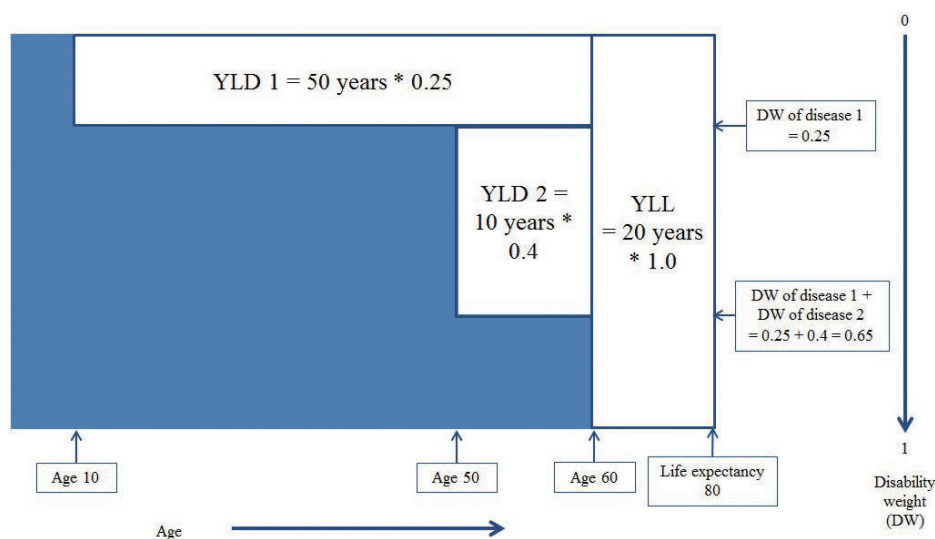 0
YLD 1 = 50 years * 0.25
DW of disease 1
= 0.25
YLD 2 =
10 years *
0.4
YLL
= 20 years
* 1.0
DW of disease 1 +
DW of disease 2
= 0.25 + 0.4 = 0.65
1
Age 10
Age 50
Age 60
Life expectancy
80
Disability
weight
(DW)
Age